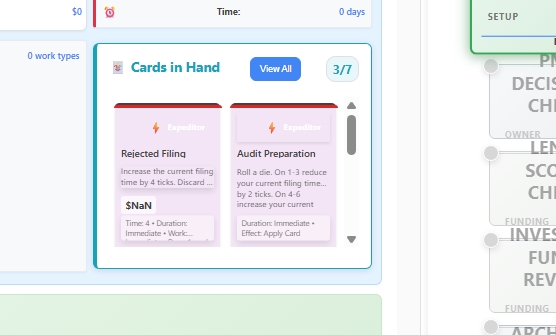 $0
Time:
0 days
0 work types
Cards in Hand
View All
3/7
Expeditor
Rejected Filing
Increase the current filing
time by 4 ticks. Discard ...
$NaN
Time: 4 • Duration:
Immediate • Work:...
Expeditor
Audit Preparation
Roll a die. On 1-3 reduce
your current filing time...
by 2 ticks. On 4-6
increase your current
Duration: Immediate •
Effect: Apply Card
SETUP
DECIS
CHE
OWNER
LEN
SCO
CHE
FUNDING
INVES
FUN
REV
FUNDING
ARCH